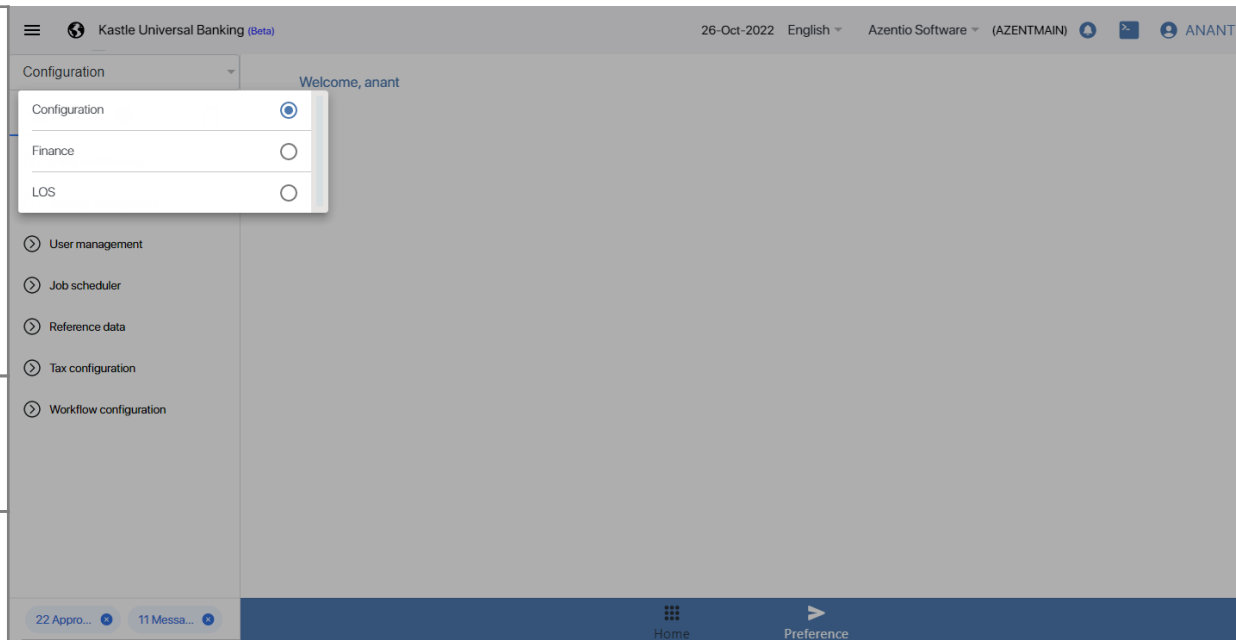 Kastle Universal Banking (Beta) 26-Oct-2022 English Azentio Software (AZENTMAIN) ANANT
Configuration
Welcome, anant
Configuration
Finance
LOS
User management
Job scheduler
Reference data
Tax configuration
Workflow configuration
22 Appro... 11 Messa...
Home Preference